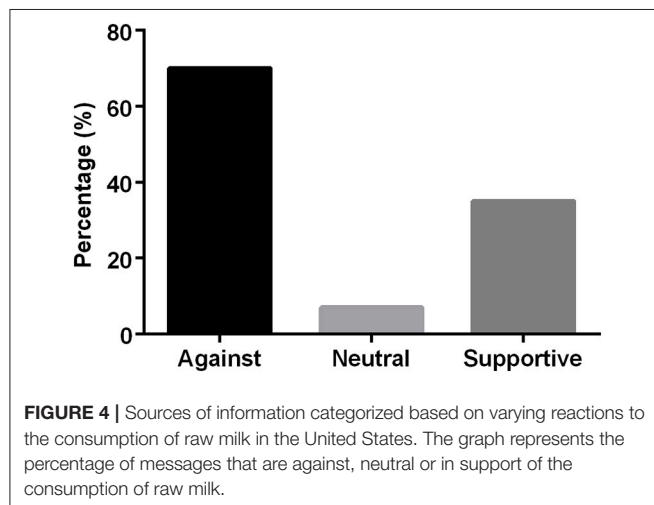 80
60
40
20
0
Percentage (%)
Against Neutral Supportive
FIGURE 4 | Sources of information categorized based on varying reactions to
the consumption of raw milk in the United States. The graph represents the
percentage of messages that are against, neutral or in support of the
consumption of raw milk.